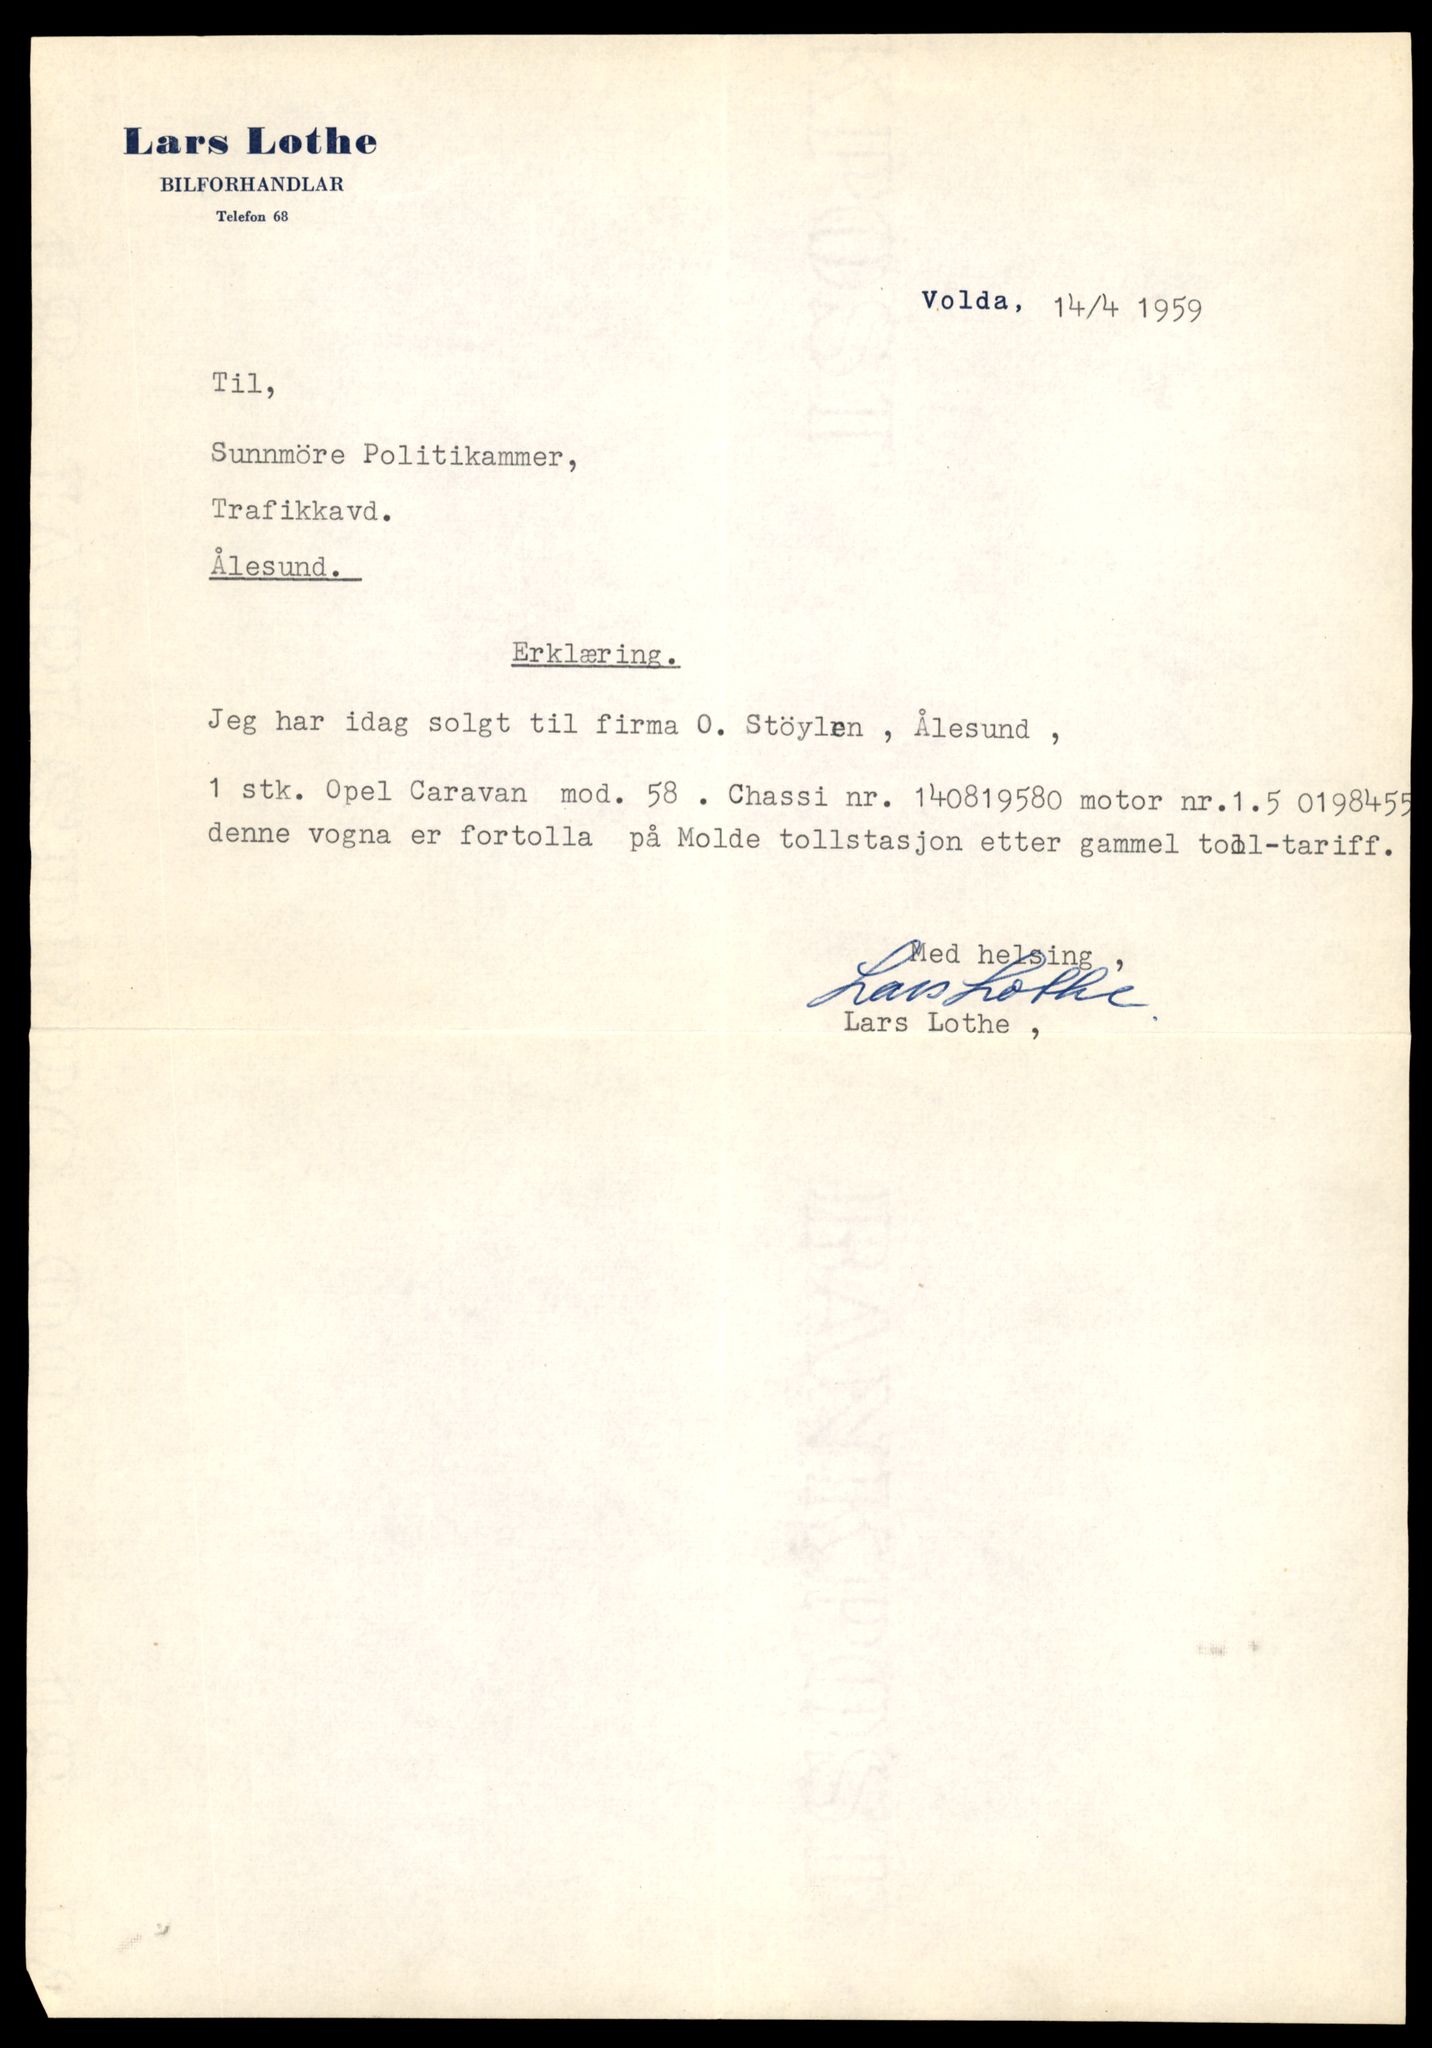 Lars Lothe
BILFORHANDLAR
Telefon 68
Volda, 14/4 1959
Til,
Sunnmöre Politikammer,
Trafikkavd.
Ålesund.
Erklæring.
Jeg har idag solgt til firma O. Stöylen , Ålesund ,
1 stk. Opel Caravan mod. 58 . Chassi nr. 140819580 motor nr.1.5 0198455
denne vogna er fortolla på Molde tollstasjon etter gammel toll-tariff.
Med helsing ,
Lars Lothe
Lars Lothe ,